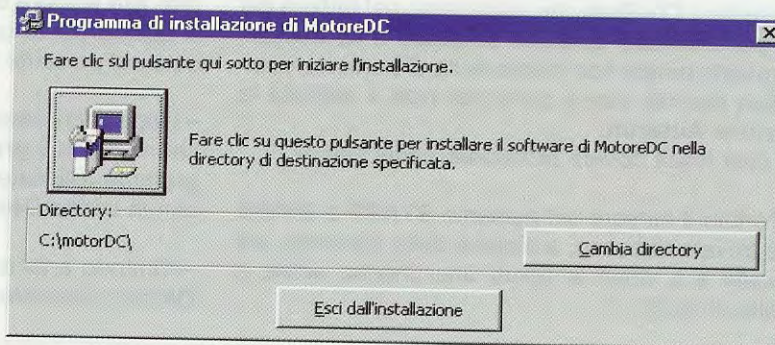 Programma di installazione di MotoreDC
Fare clic sul pulsante qui sotto per iniziare l'installazione.
Fare clic su questo pulsante per installare il software di MotoreDC nella
directory di destinazione specificata.
Directory:
C:\motorDC\
Cambia directory
Esci dall'installazione